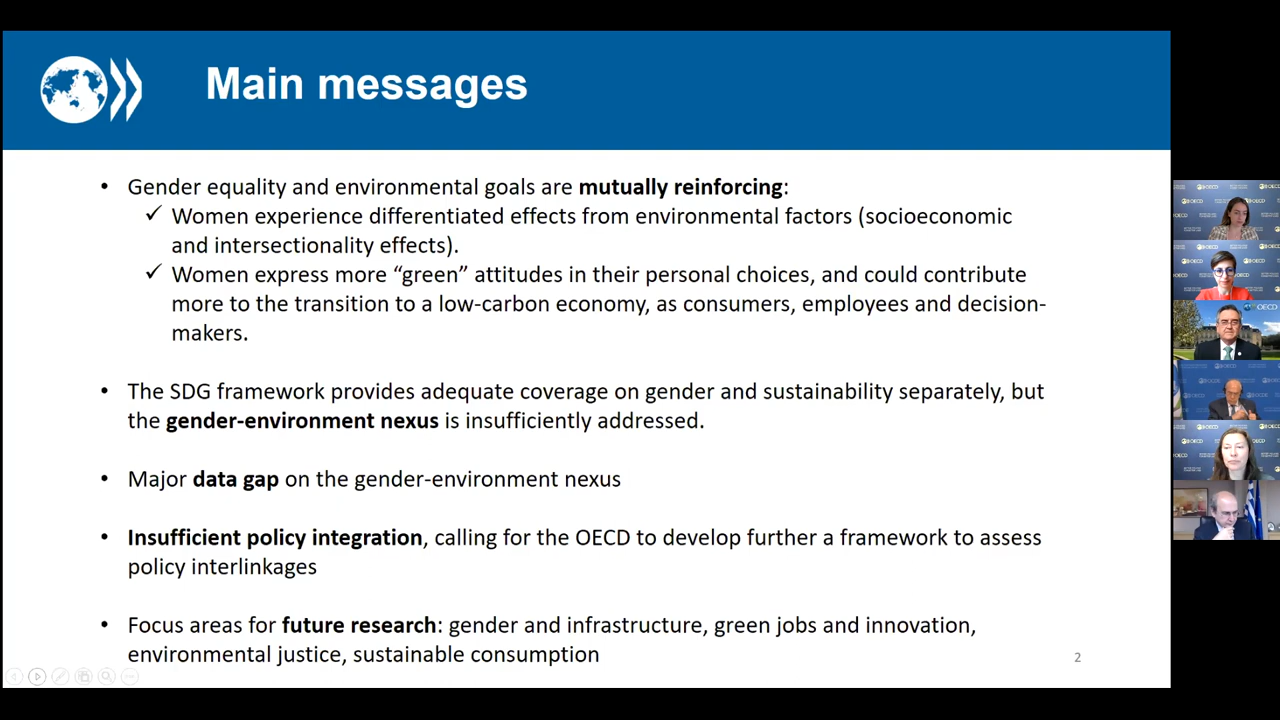 Main messages
• Gender equality and environmental goals are mutually reinforcing:
✓ Women experience differentiated effects from environmental factors (socioeconomic
and intersectionality effects).
✓ Women express more “green” attitudes in their personal choices, and could contribute
more to the transition to a low-carbon economy, as consumers, employees and decision-
makers.
• The SDG framework provides adequate coverage on gender and sustainability separately, but
the gender-environment nexus is insufficiently addressed.
• Major data gap on the gender-environment nexus
• Insufficient policy integration, calling for the OECD to develop further a framework to assess
policy interlinkages
• Focus areas for future research: gender and infrastructure, green jobs and innovation,
environmental justice, sustainable consumption
2
OECD